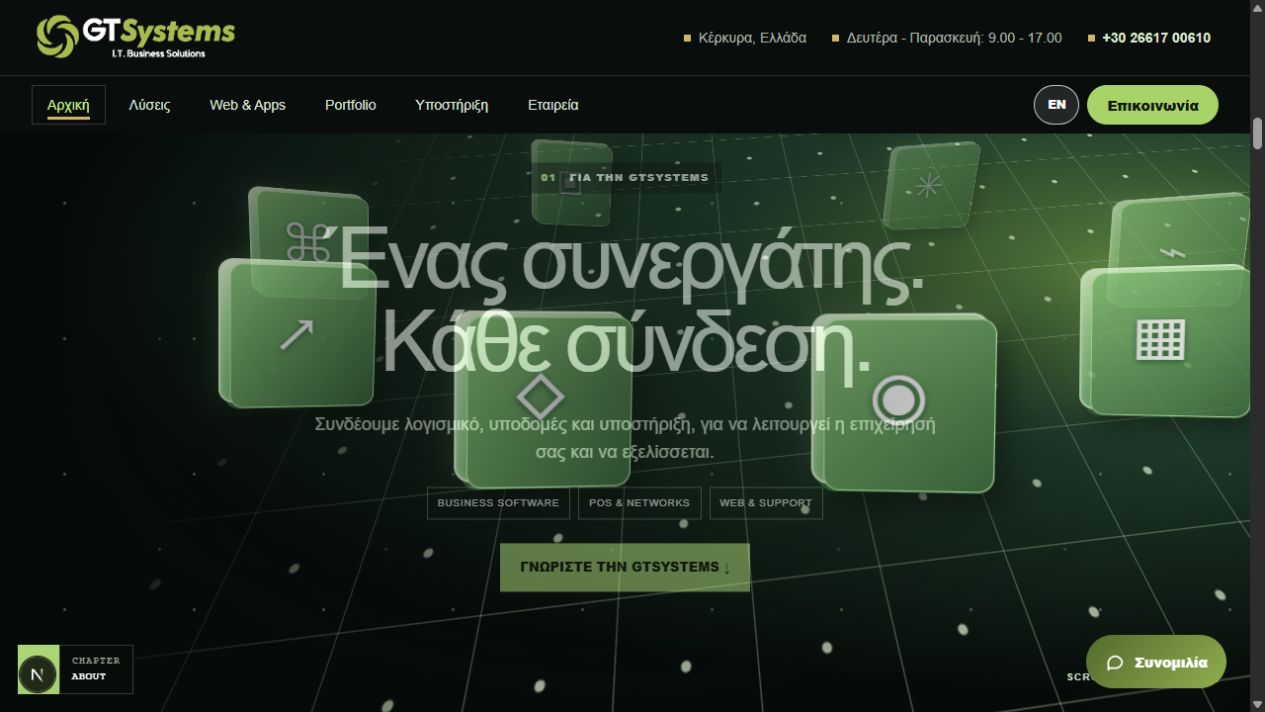 GTSystems
I.T. Business Solutions
Κέρκυρα, Ελλάδα
Δευτέρα - Παρασκευή: 9.00 - 17.00
+30 26617 00610
Αρχική
Λύσεις
Web & Apps
Portfolio
Υποστήριξη
Εταιρεία
EN
Επικοινωνία
01 ΓΙΑ ΤΗΝ GTSYSTEMS
Ένας συνεργάτης.
Κάθε σύνδεση.
Συνδέουμε λογισμικό, υποδομές και υποστήριξη, για να λειτουργεί η επιχείρησή
σας και να εξελίσσεται.
BUSINESS SOFTWARE
POS & NETWORKS
WEB & SUPPORT
ΓΝΩΡΙΣΤΕ ΤΗΝ GTSYSTEMS ↓
N
CHAPTER
ABOUT
Συνομιλία